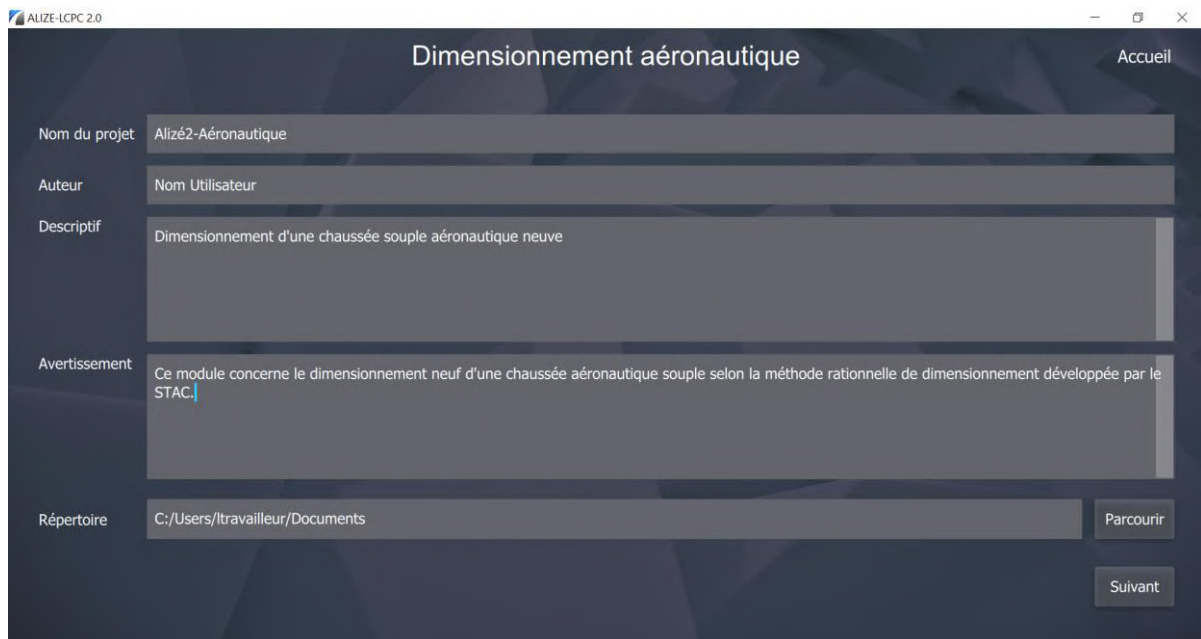 ALIZE-LCPC 2.0
Dimensionnement aéronautique
Accueil
Nom du projet
Alizé2-Aéronautique
Auteur
Nom Utilisateur
Descriptif
Dimensionnement d'une chaussée souple aéronautique neuve
Avertissement
Ce module concerne le dimensionnement neuf d'une chaussée aéronautique souple selon la méthode rationnelle de dimensionnement développée par le
STAC.
Répertoire
C:/Users/ltravailleur/Documents
Parcourir
Suivant